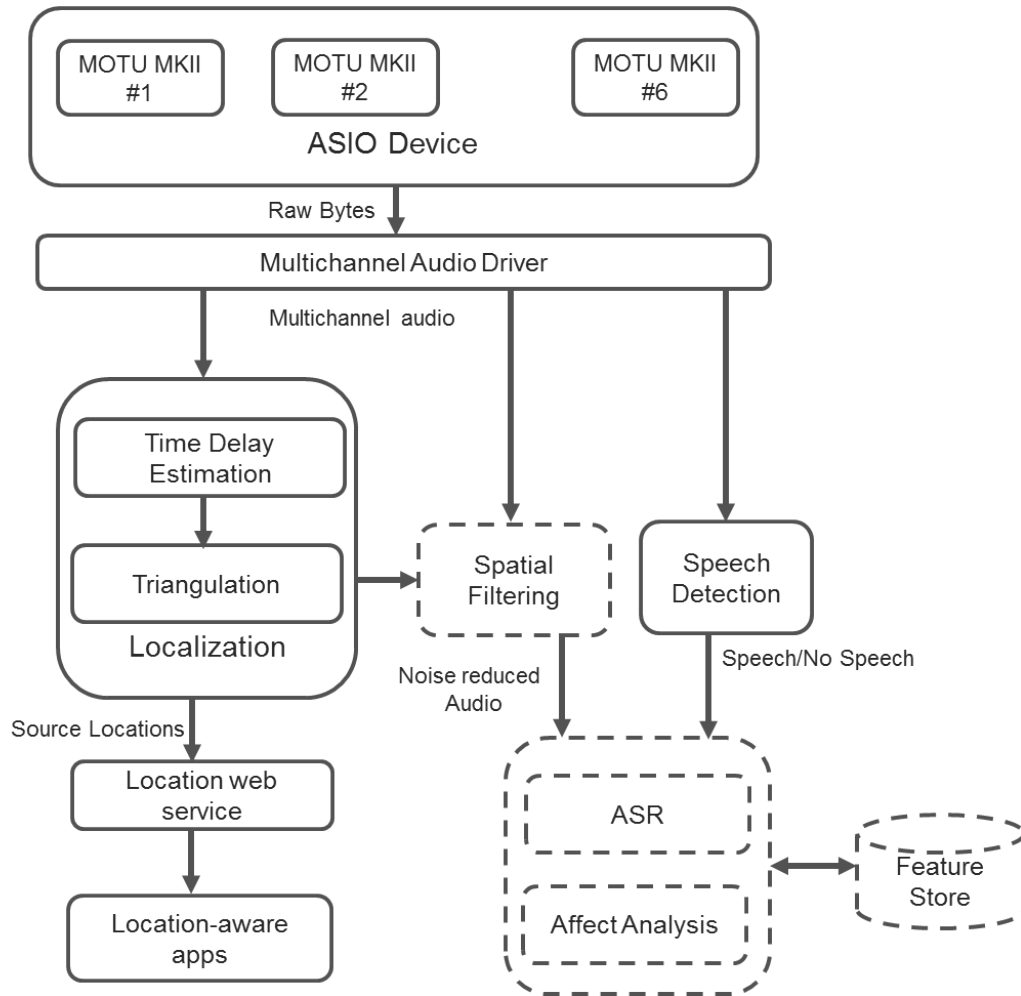 MOTU MKII
#1
MOTU MKII
#2
MOTU MKII
#6
ASIO Device
Raw Bytes
Multichannel Audio Driver
Multichannel audio
Time Delay
Estimation
Triangulation
Localization
Spatial
Filtering
Speech
Detection
Noise reduced
Audio
Speech/No Speech
Source Locations
Location web
service
Location-aware
apps
ASR
Affect Analysis
Feature
Store